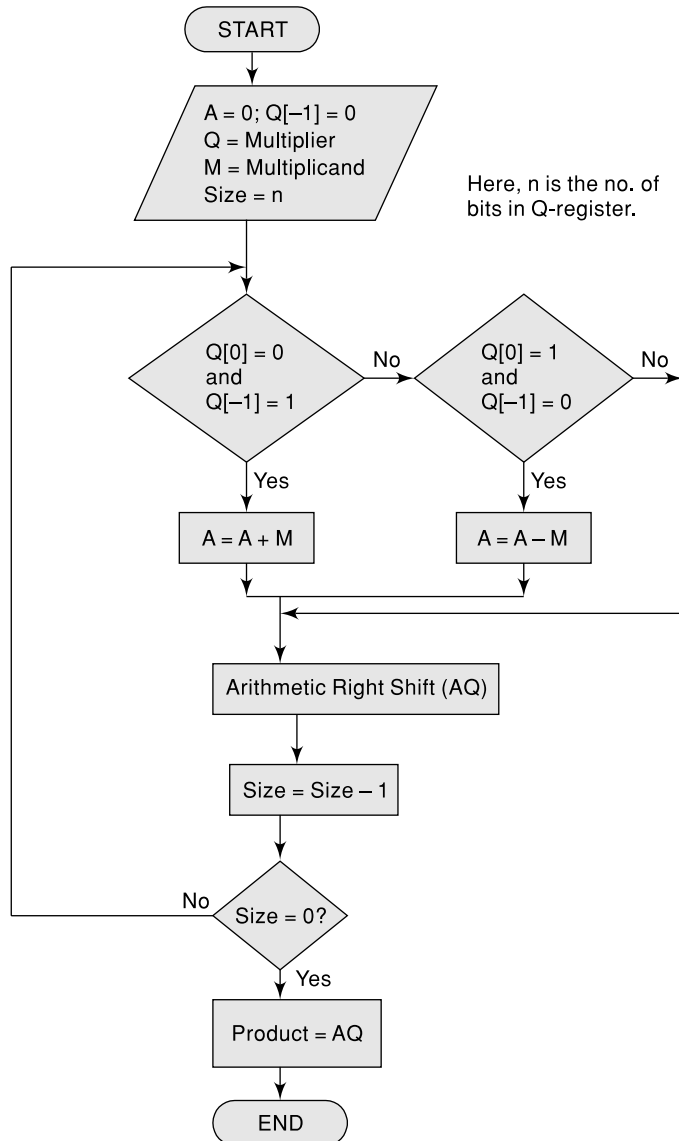 START
A = 0; Q[–1] = 0
Q = Multiplier
M = Multiplicand
Size = n
Here, n is the no. of
bits in Q-register.
Q[0] = 0
and
Q[–1] = 1
No
Q[0] = 1
and
Q[–1] = 0
No
Yes
Yes
A = A + M
A = A – M
Arithmetic Right Shift (AQ)
Size = Size – 1
No
Size = 0?
Yes
Product = AQ
END